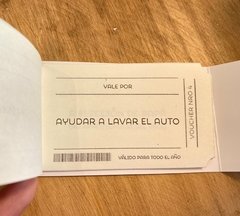 VALE POR
AYUDAR A LAVAR EL AUTO
VÁLIDO PARA TODO EL AÑO
VOUCHER NRO 4